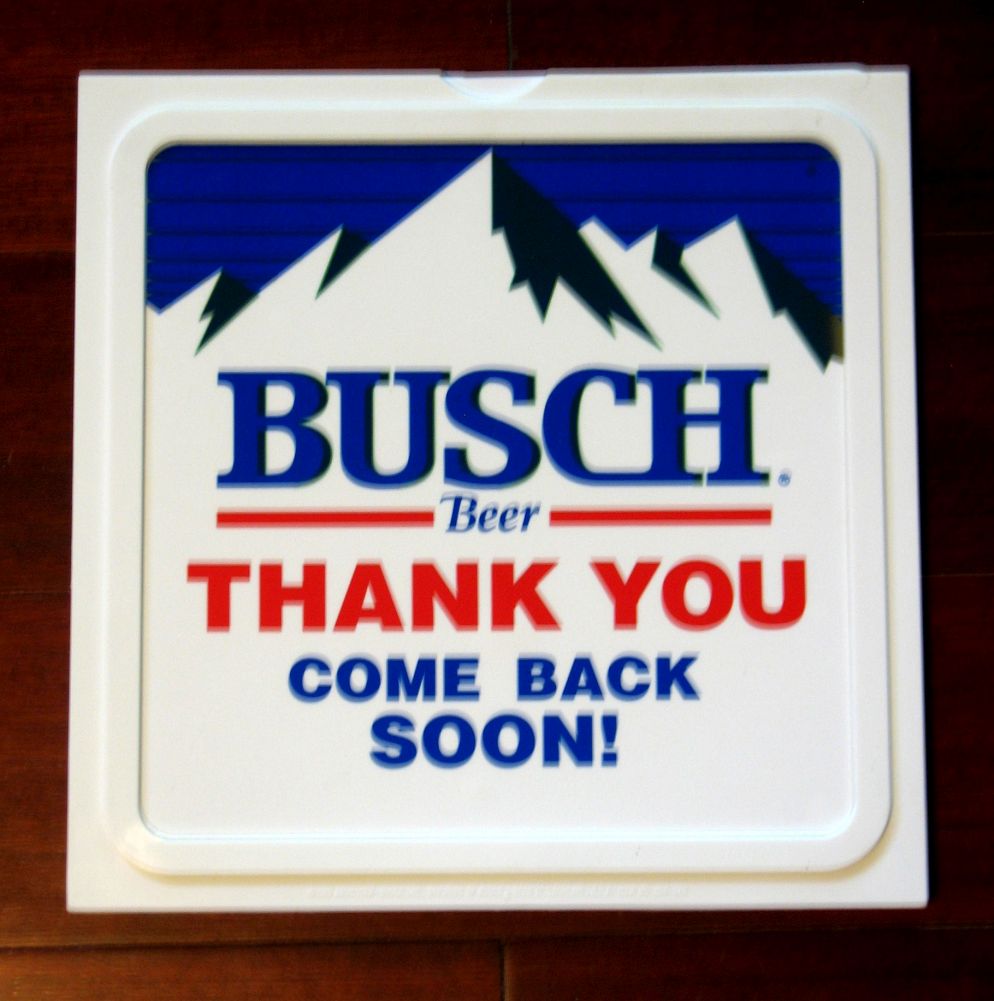 BUSCH®
Beer
THANK YOU
COME BACK
SOON!